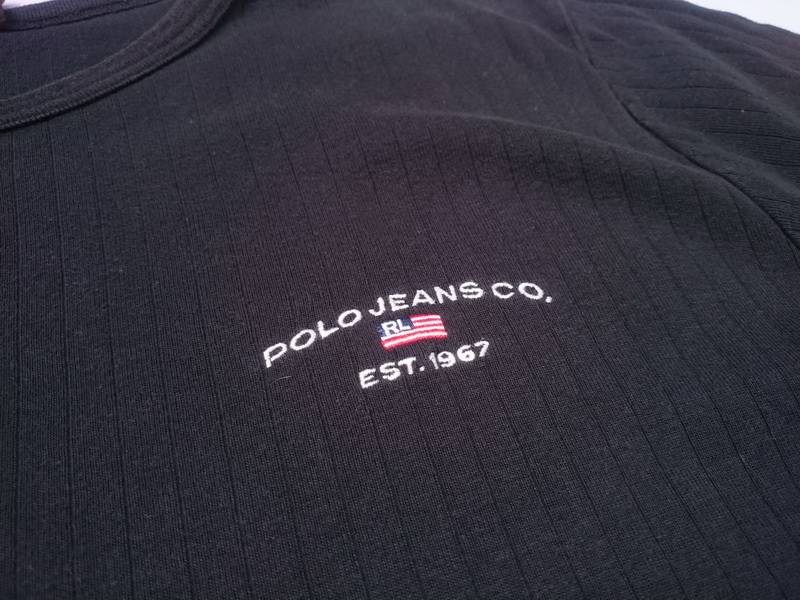 POLO JEANS CO.
RL
EST. 1967